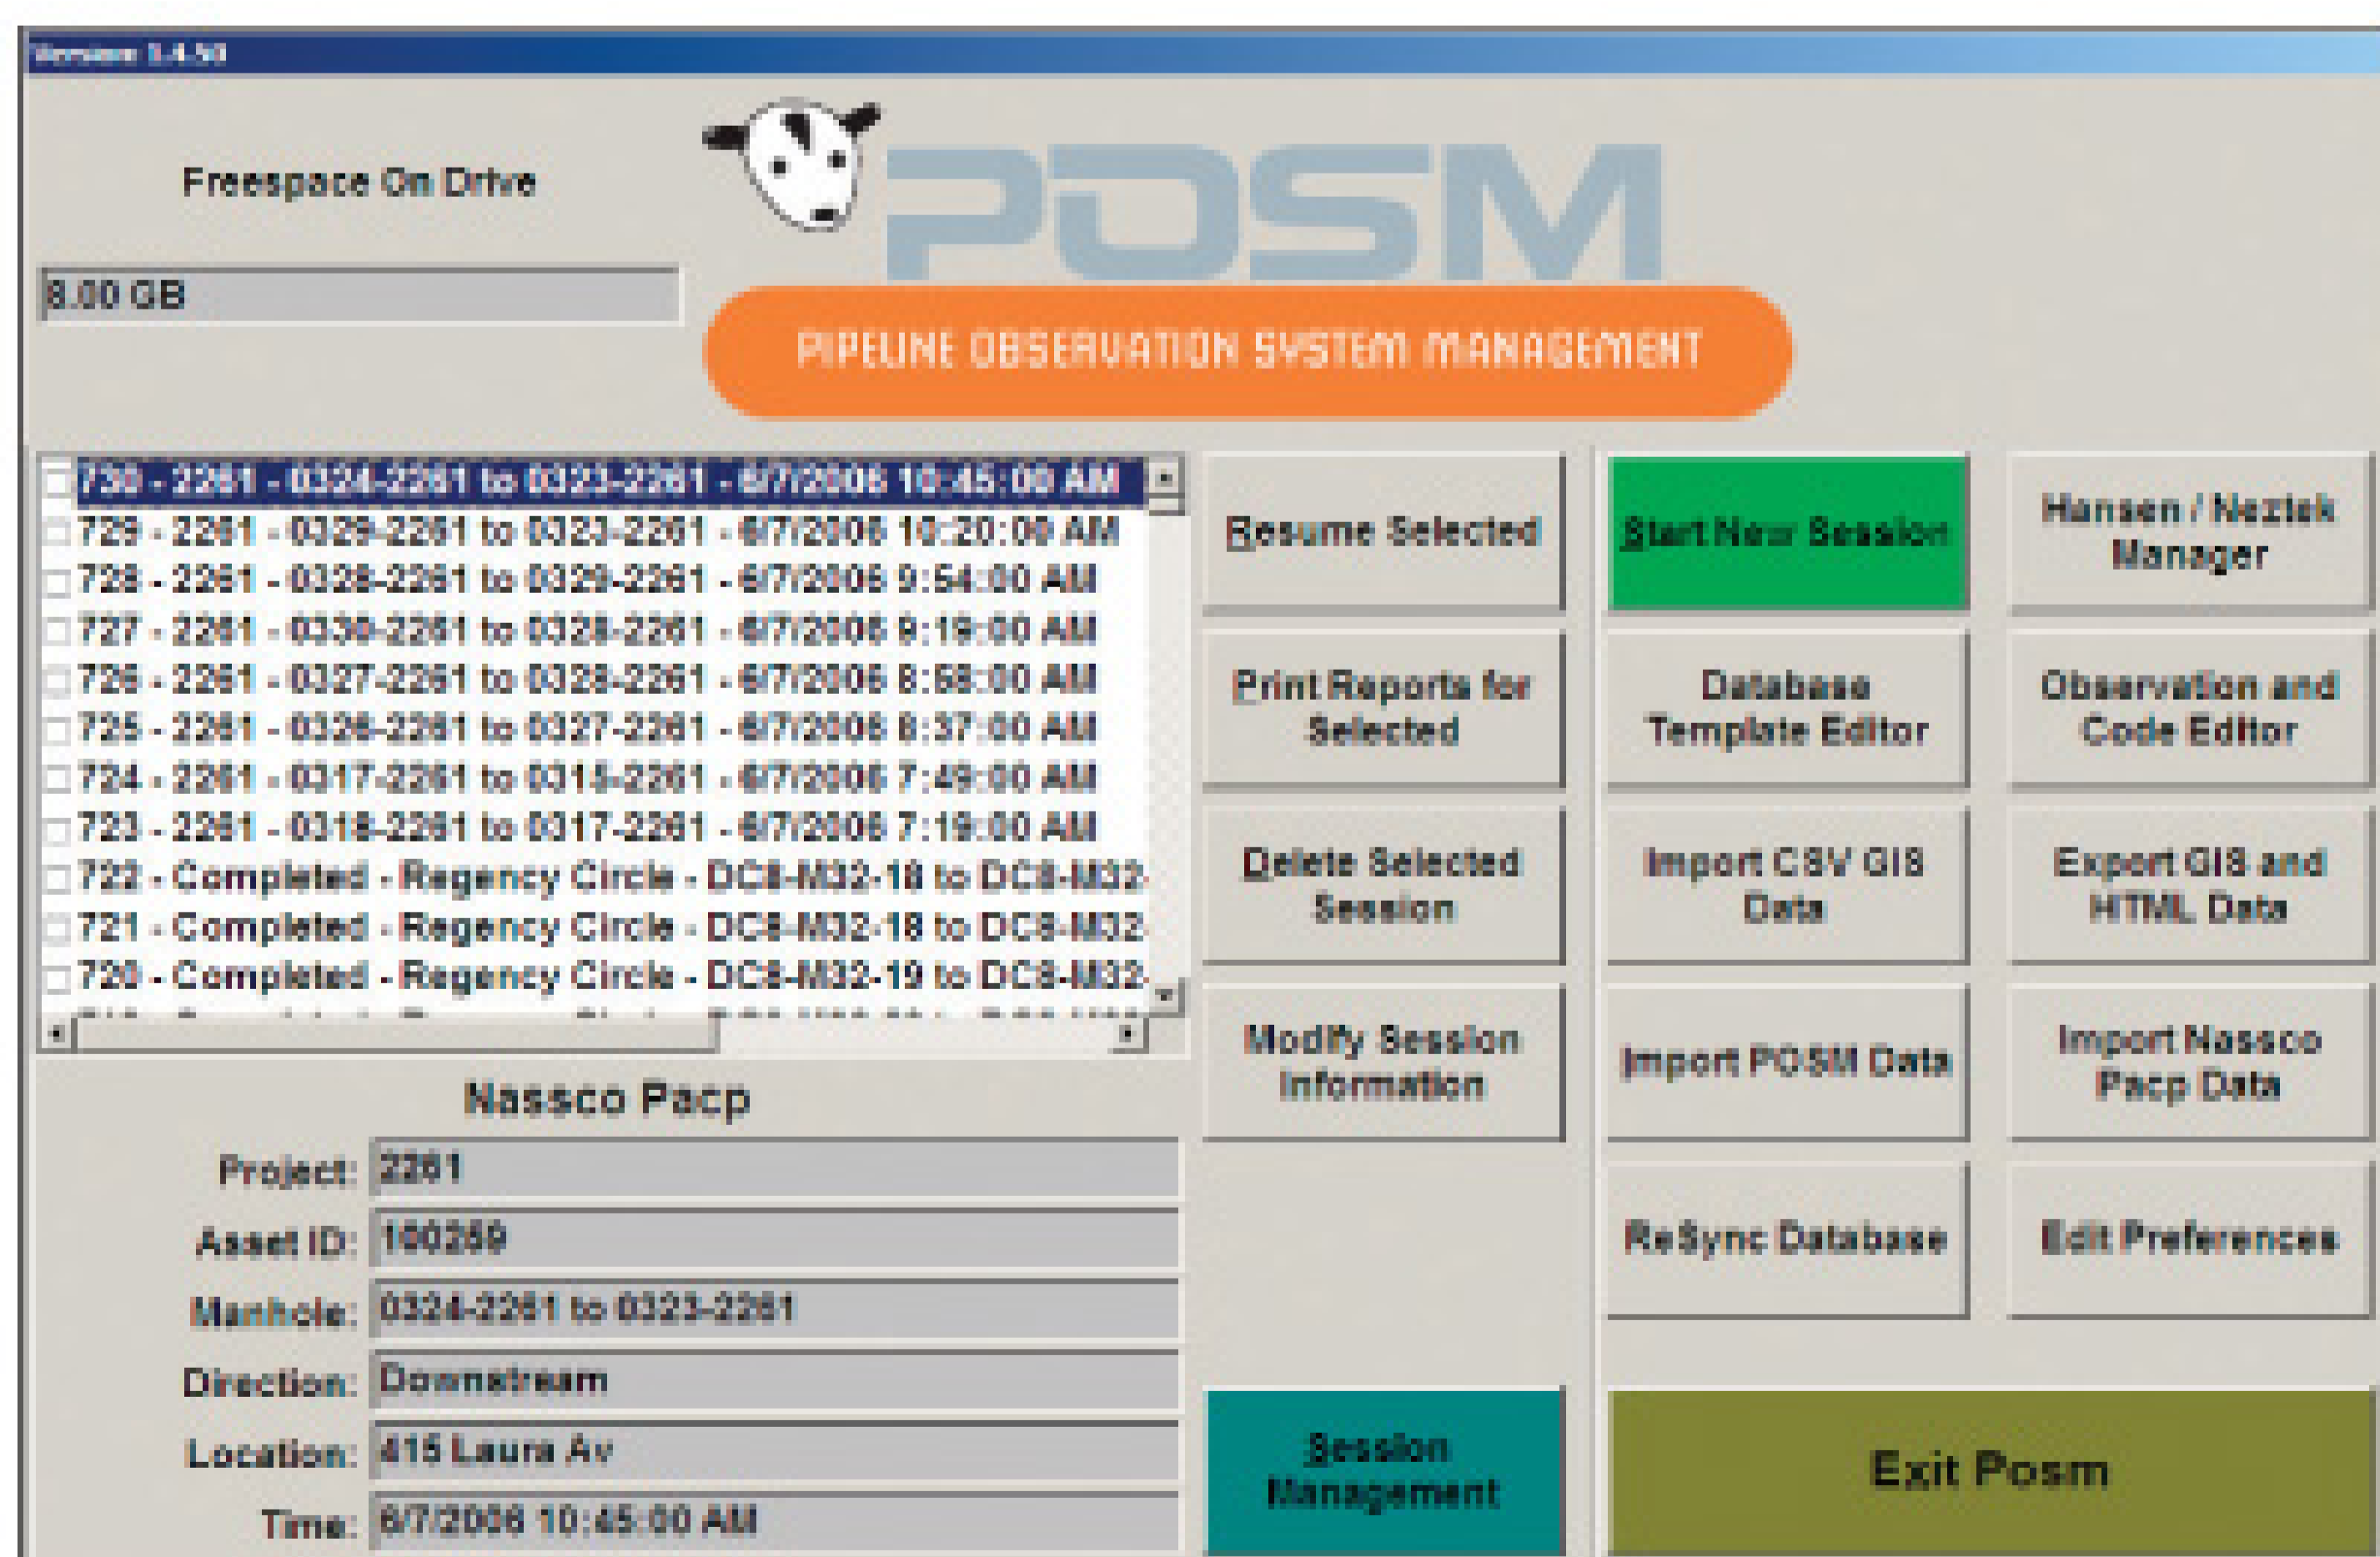 Version: 3.4.50
Freespace On Drive
8.00 GB
POSM
PIPELINE OBSERVATION SYSTEM MANAGEMENT
730 - 2261 - 0324-2261 to 0323-2261 - 6/7/2006 10:45:00 AM
729 - 2261 - 0329-2261 to 0323-2261 - 6/7/2006 10:20:00 AM
728 - 2261 - 0328-2261 to 0329-2261 - 6/7/2006 9:54:00 AM
727 - 2261 - 0330-2261 to 0328-2261 - 6/7/2006 9:19:00 AM
726 - 2261 - 0327-2261 to 0328-2261 - 6/7/2006 8:58:00 AM
725 - 2261 - 0326-2261 to 0327-2261 - 6/7/2006 8:37:00 AM
724 - 2261 - 0317-2261 to 0315-2261 - 6/7/2006 7:49:00 AM
723 - 2261 - 0318-2261 to 0317-2261 - 6/7/2006 7:19:00 AM
722 - Completed - Regency Circle - DC8-M32-18 to DC8-M32-
721 - Completed - Regency Circle - DC8-M32-18 to DC8-M32-
720 - Completed - Regency Circle - DC8-M32-19 to DC8-M32-
Nassco Pacp
Project: 2261
Asset ID: 100259
Manhole: 0324-2261 to 0323-2261
Direction: Downstream
Location: 415 Laura Av
Time: 6/7/2006 10:45:00 AM
Resume Selected
Print Reports for
Selected
Delete Selected
Session
Modify Session
Information
Session
Management
Start New Session
Hansen / Neztek
Manager
Database
Template Editor
Observation and
Code Editor
Import CSV GIS
Data
Export GIS and
HTML Data
Import POSM Data
Import Nassco
Pacp Data
ReSync Database
Edit Preferences
Exit Posm